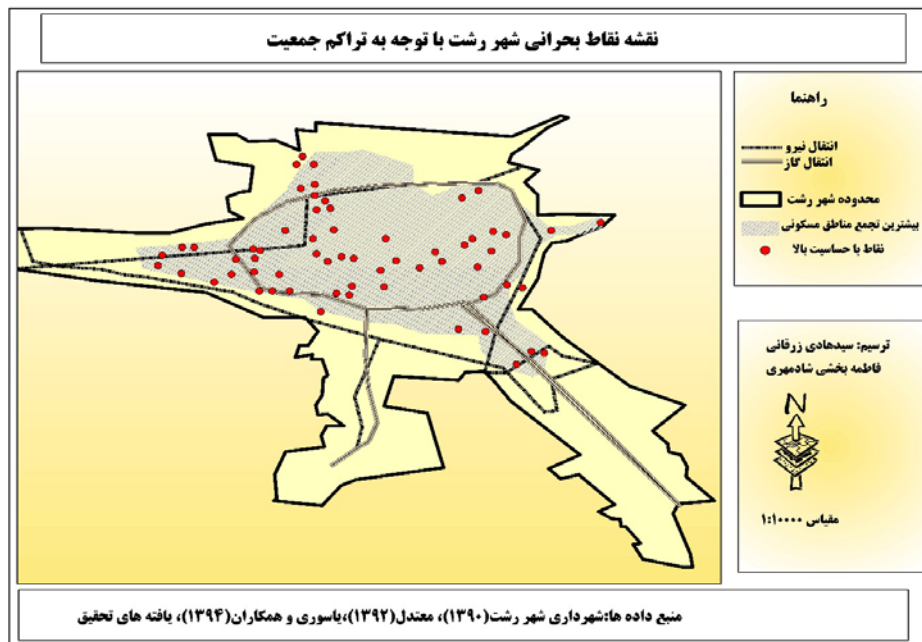 نقشه نقاط بحرانی شهر رشت با توجه به تراکم جمعیت
راهنما
انتقال نیرو
انتقال گاز
محدوده شهر رشت
بیشترین تجمع مناطق مسکونی
نقاط با حساسیت بالا
ترسیم: سیدهادی زرقانی
فاطمه بخشی شادمهری
N
مقیاس ۱:۱۰۰۰۰
منبع داده ها:شهرداری شهر رشت(۱۳۹۰)، معتدل(۱۳۹۲)،یاسوری و همکاران(۱۳۹۴)، یافته های تحقیق